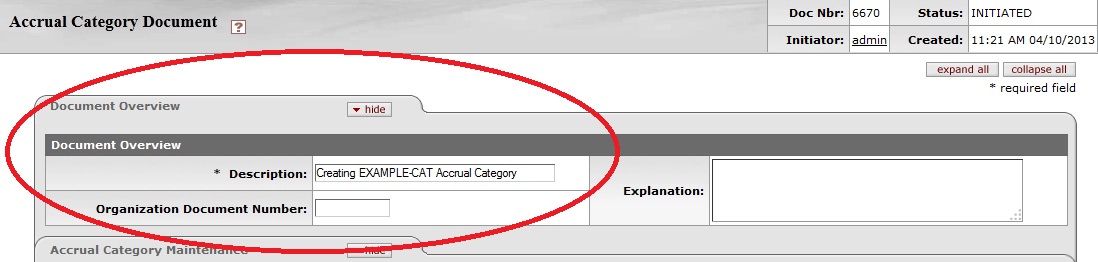 Accrual Category Document ?
Doc Nbr: 6670 Status: INITIATED
Initiator: admin Created: 11:21 AM 04/10/2013
expand all collapse all
* required field
Document Overview hide
Document Overview
* Description: Creating EXAMPLE-CAT Accrual Category
Explanation:
Organization Document Number:
Accrual Category Maintenance hide